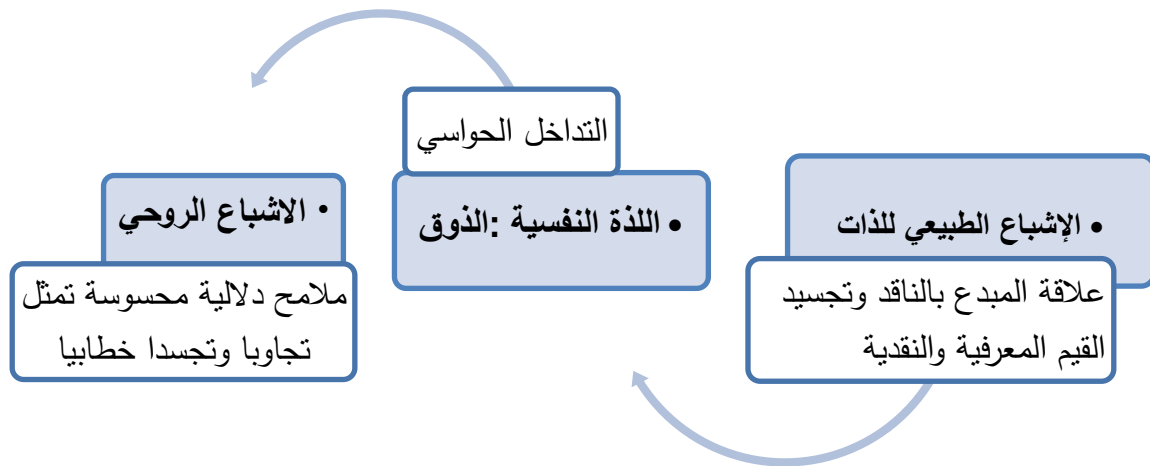 • الإشباع الطبيعي للذات
علاقة المبدع بالناقد وتجسيد
القيم المعرفية والنقدية
التداخل الحواسي
• اللذة النفسية :الذوق
• الاشباع الروحي
ملامح دلالية محسوسة تمثل
تجاوبا وتجسدا خطابيا